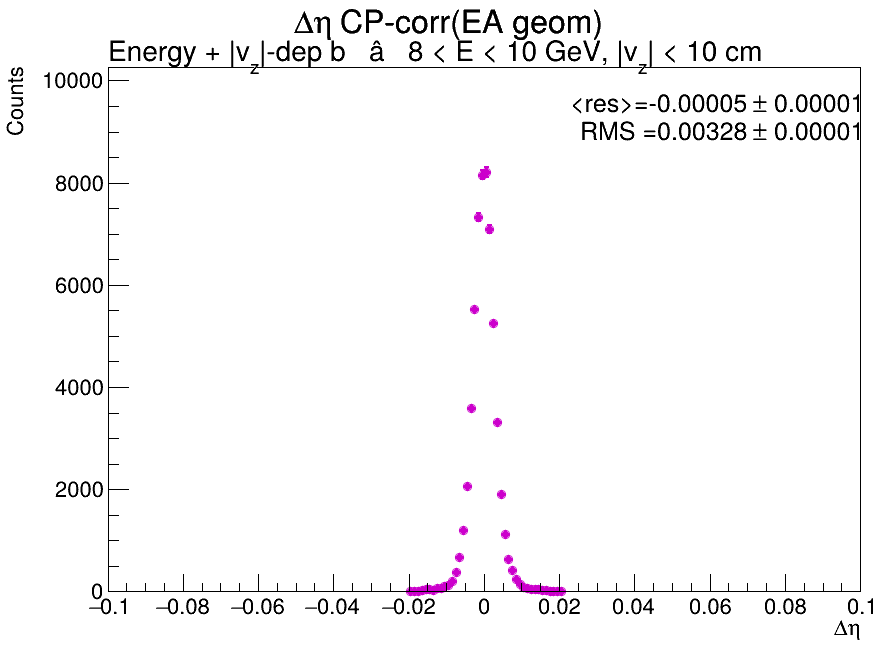 Δη CP-corr(EA geom)
Energy + |v_z|-dep b â 8 < E < 10 GeV, |v_z| < 10 cm
<res>=-0.00005 ± 0.00001
RMS =0.00328 ± 0.00001
Counts
10000
8000
6000
4000
2000
0
−0.1 −0.08 −0.06 −0.04 −0.02 0 0.02 0.04 0.06 0.08 0.1
Δη